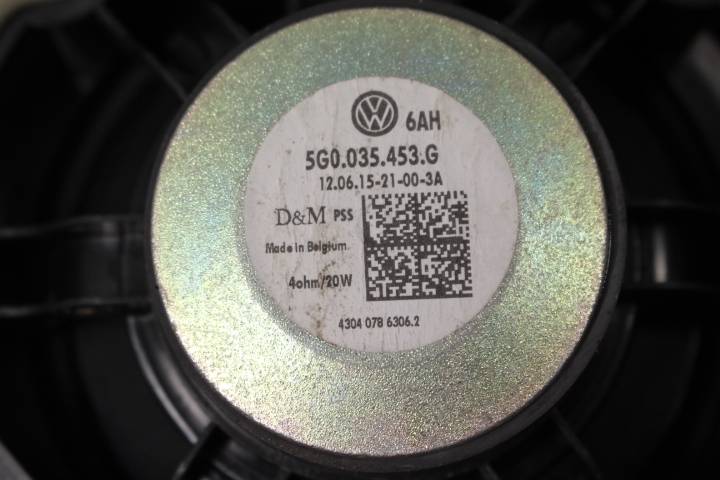 VW 6AH
5G0.035.453.G
12.06.15-21-00-3A
D&M PSS
Made in Belgium
4ohm/20W
4304 078 6306.2